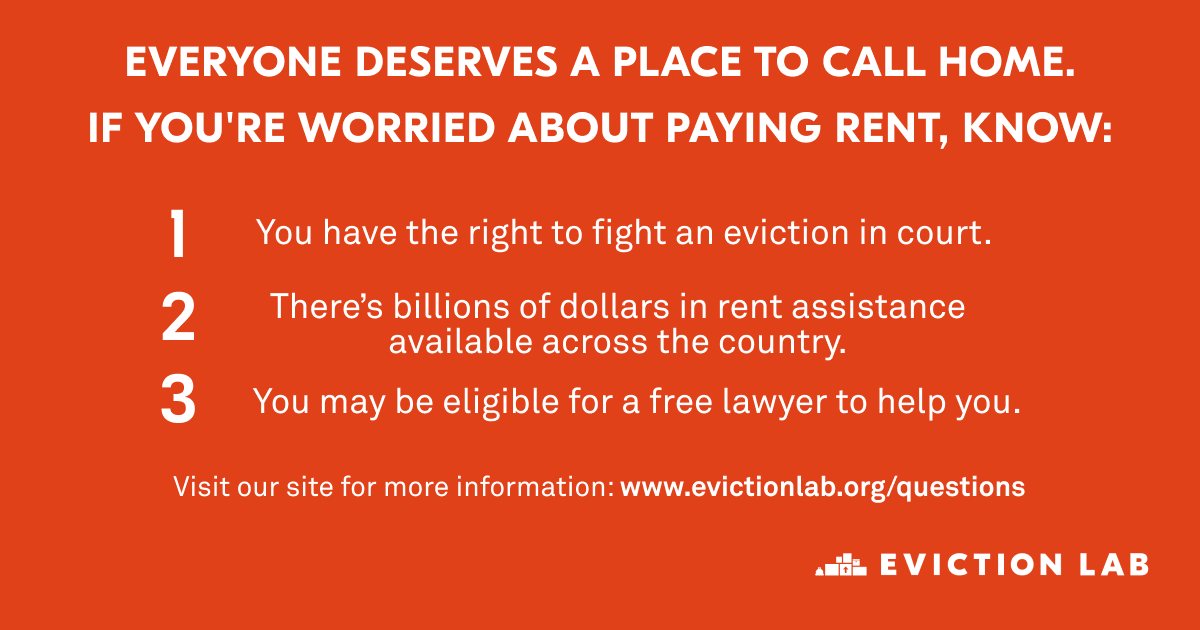 EVERYONE DESERVES A PLACE TO CALL HOME.
IF YOU'RE WORRIED ABOUT PAYING RENT, KNOW:
1 You have the right to fight an eviction in court.
2 There’s billions of dollars in rent assistance
available across the country.
3 You may be eligible for a free lawyer to help you.
Visit our site for more information: www.evictionlab.org/questions
EVICTION LAB